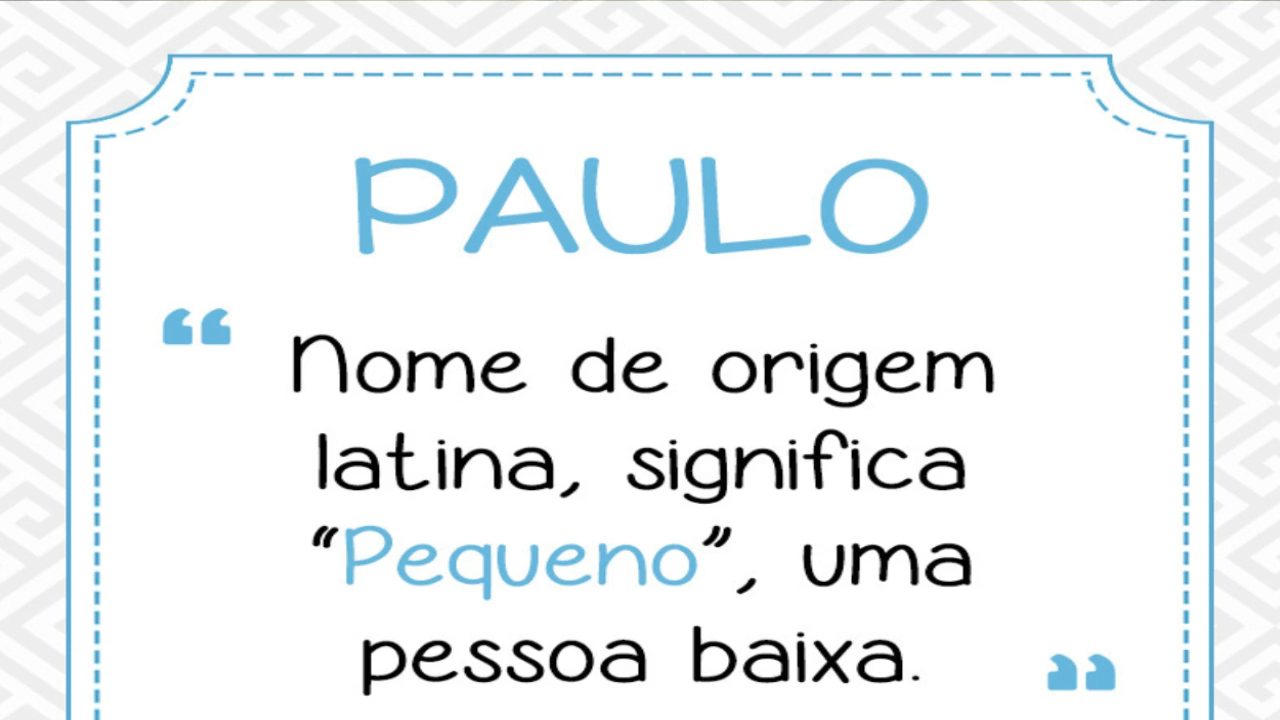 PAULO
“ Nome de origem
latina, significa
“Pequeno”, uma
pessoa baixa. ”